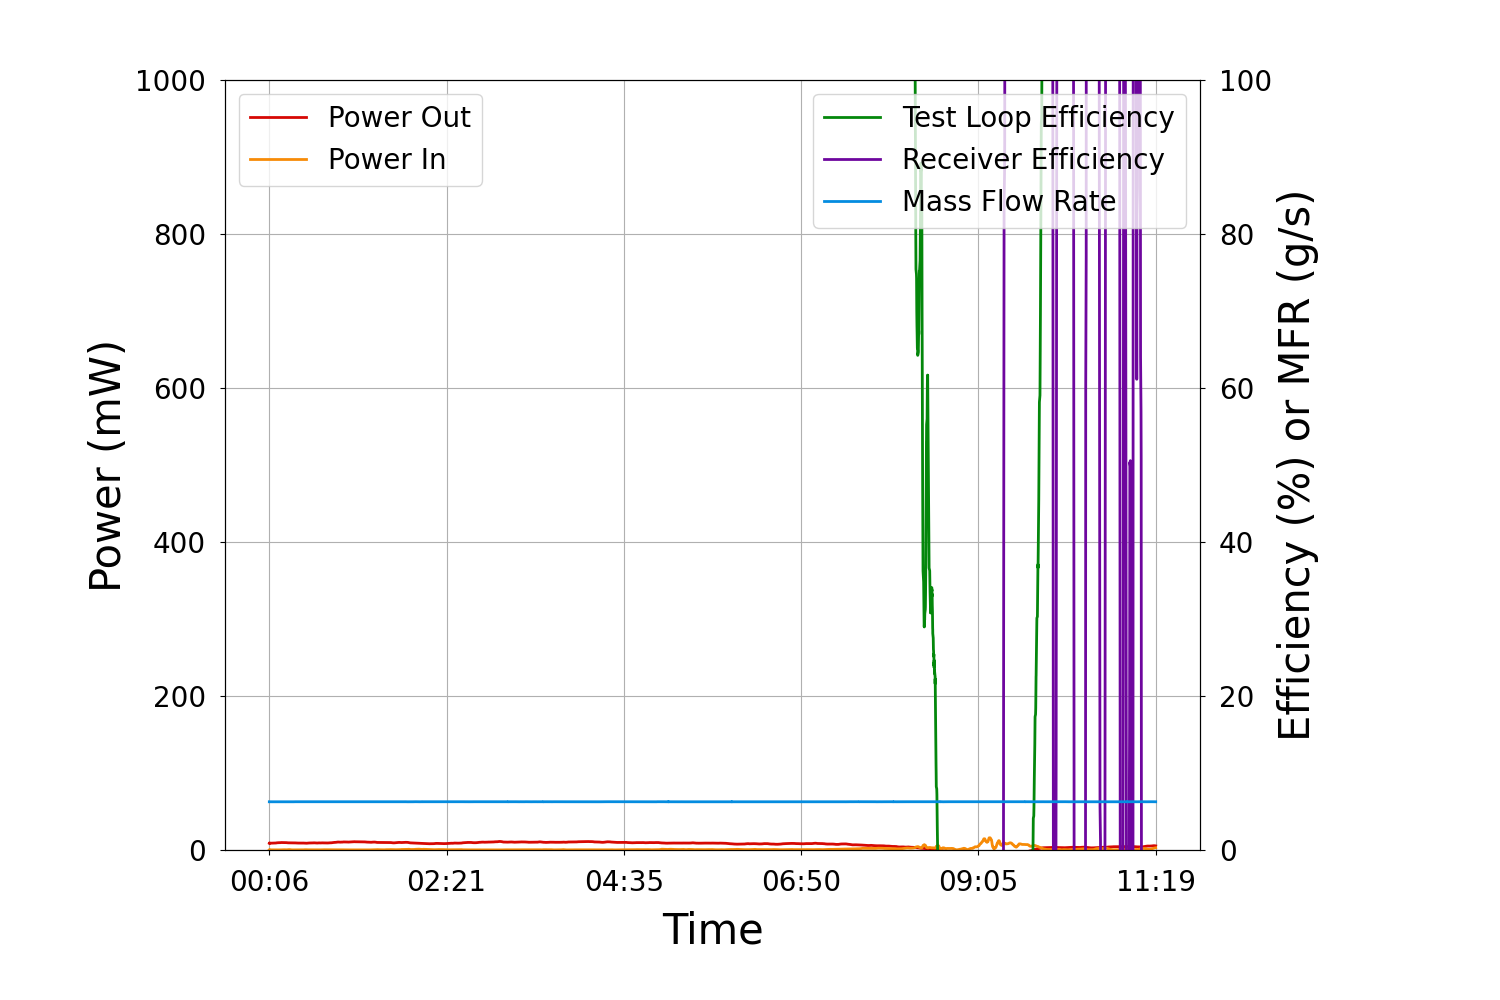 1000
800
600
400
200
0
Power (mW)
Power Out
Power In
Test Loop Efficiency
Receiver Efficiency
Mass Flow Rate
100
80
60
40
20
0
Efficiency (%) or MFR (g/s)
00:06 02:21 04:35 06:50 09:05 11:19
Time